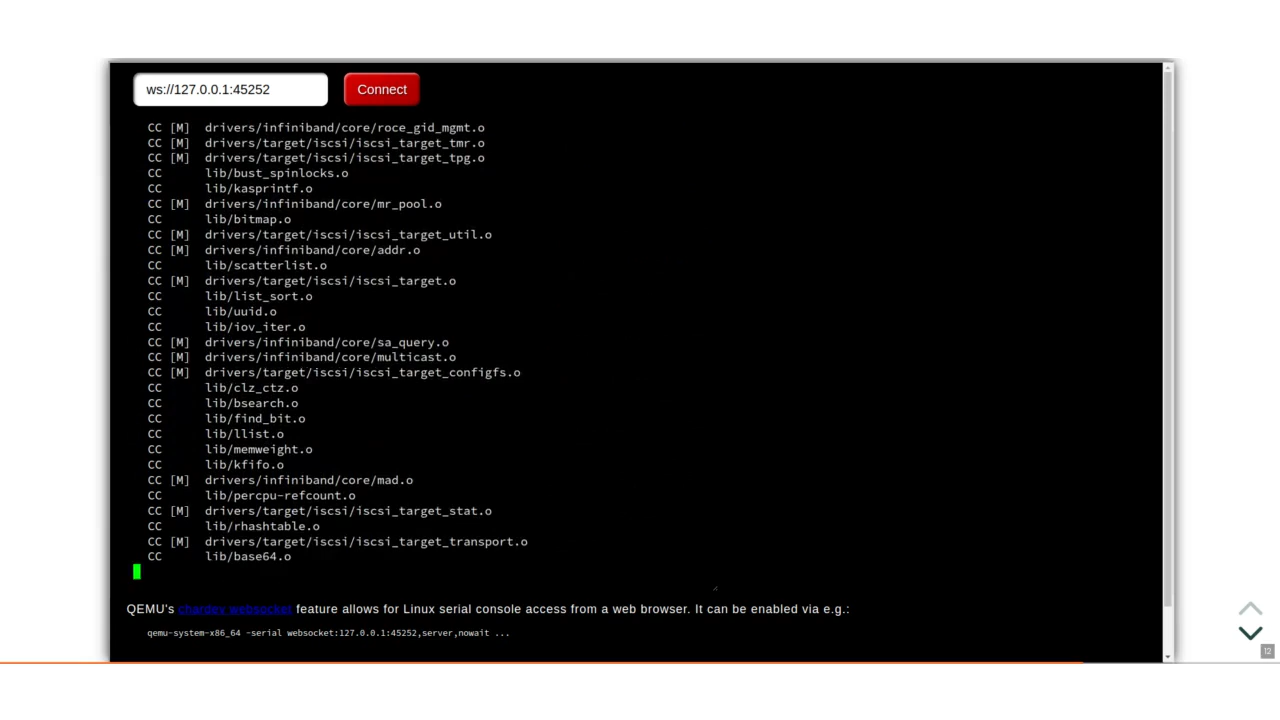 ws://127.0.0.1:45252 Connect
CC [M] drivers/infiniband/core/roce_gid_mgmt.o
CC [M] drivers/target/iscsi/iscsi_target_tmr.o
CC [M] drivers/target/iscsi/iscsi_target_tpg.o
CC lib/bust_spinlocks.o
CC lib/kasprintf.o
CC [M] drivers/infiniband/core/mr_pool.o
CC lib/bitmap.o
CC [M] drivers/target/iscsi/iscsi_target_util.o
CC [M] drivers/infiniband/core/addr.o
CC lib/scatterlist.o
CC [M] drivers/target/iscsi/iscsi_target.o
CC lib/list_sort.o
CC lib/uuid.o
CC lib/iov_iter.o
CC [M] drivers/infiniband/core/sa_query.o
CC [M] drivers/infiniband/core/multicast.o
CC [M] drivers/target/iscsi/iscsi_target_configfs.o
CC lib/clz_ctz.o
CC lib/bsearch.o
CC lib/find_bit.o
CC lib/llist.o
CC lib/memweight.o
CC lib/kfifo.o
CC [M] drivers/infiniband/core/mad.o
CC lib/percpu-refcount.o
CC [M] drivers/target/iscsi/iscsi_target_stat.o
CC lib/rhashtable.o
CC [M] drivers/target/iscsi/iscsi_target_transport.o
CC lib/base64.o
QEMU's chardev websocket feature allows for Linux serial console access from a web browser. It can be enabled via e.g.:
qemu-system-x86_64 -serial websocket:127.0.0.1:45252,server,nowait ...
12